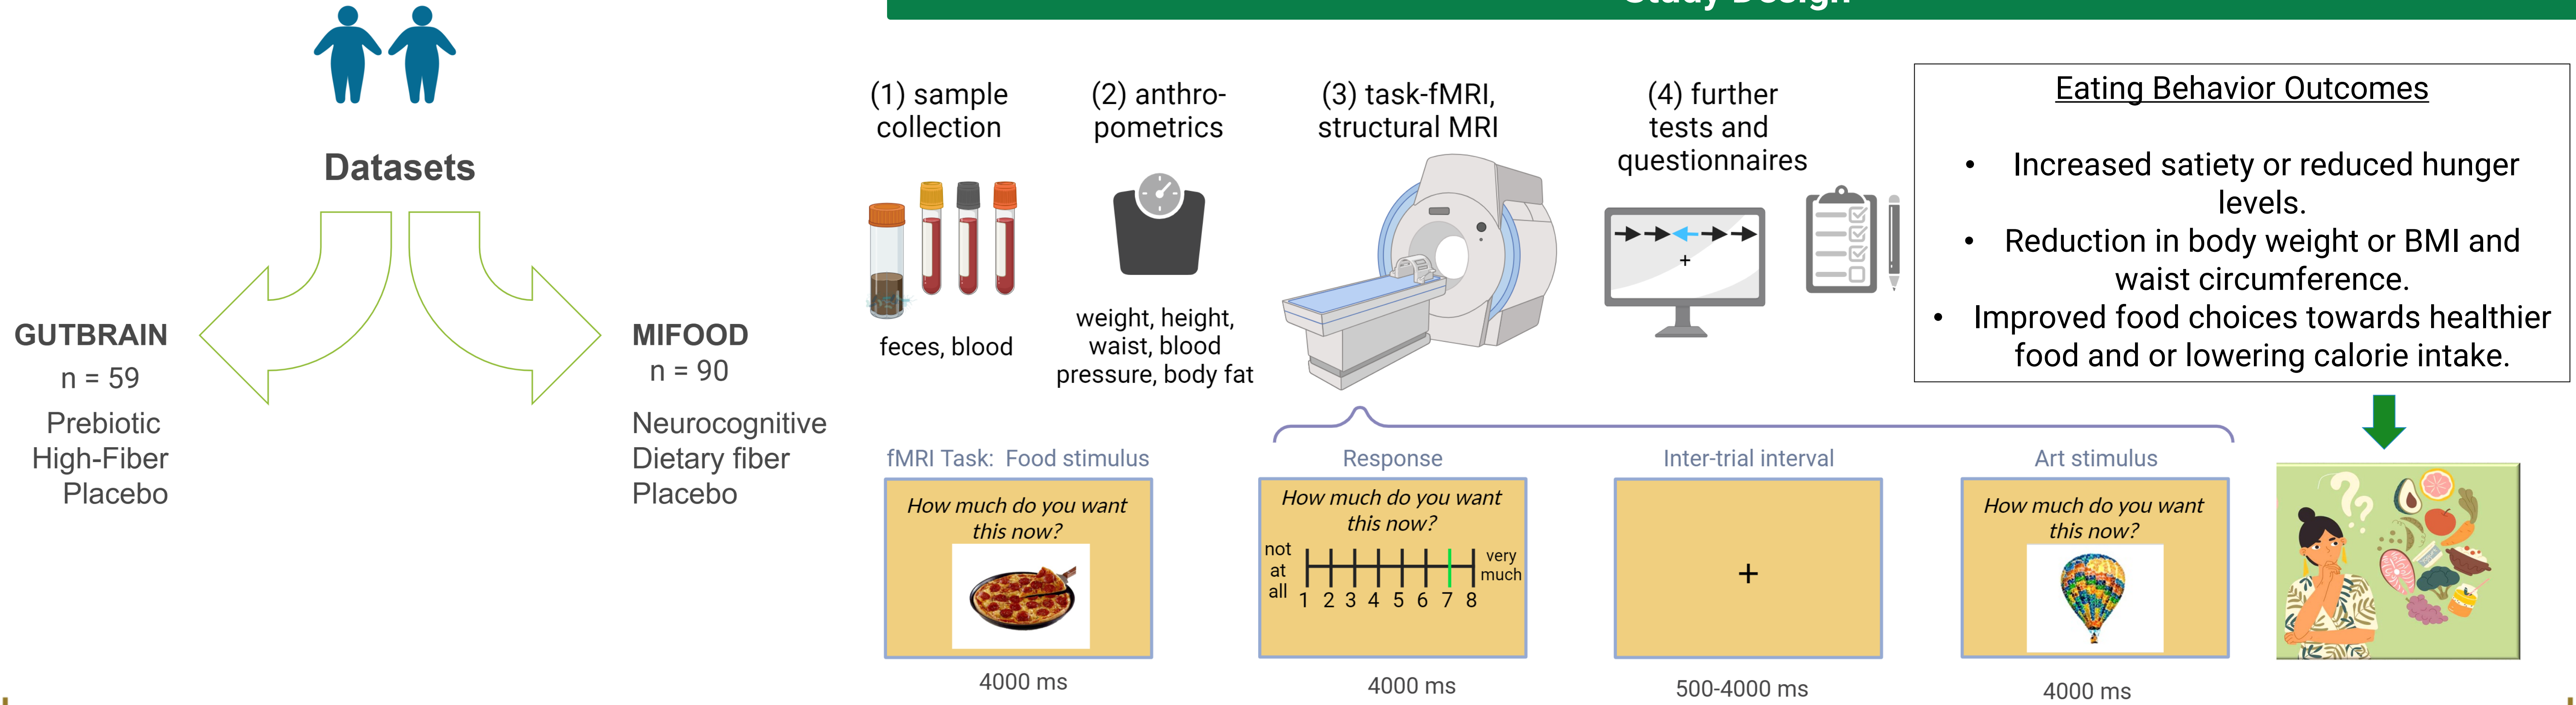 Study Design
Datasets
GUTBRAIN
n = 59
Prebiotic
High-Fiber
Placebo
MIFOOD
n = 90
Neurocognitive
Dietary fiber
Placebo
(1) sample
collection
feces, blood
(2) anthro-
pometrics
weight, height,
waist, blood
pressure, body fat
(3) task-fMRI,
structural MRI
(4) further
tests and
questionnaires
+
Eating Behavior Outcomes
• Increased satiety or reduced hunger
levels.
• Reduction in body weight or BMI and
waist circumference.
• Improved food choices towards healthier
food and or lowering calorie intake.
fMRI Task: Food stimulus
How much do you want
this now?
4000 ms
Response
How much do you want
this now?
not
at
all
1 2 3 4 5 6 7 8
very
much
4000 ms
Inter-trial interval
+
500-4000 ms
Art stimulus
How much do you want
this now?
4000 ms
??